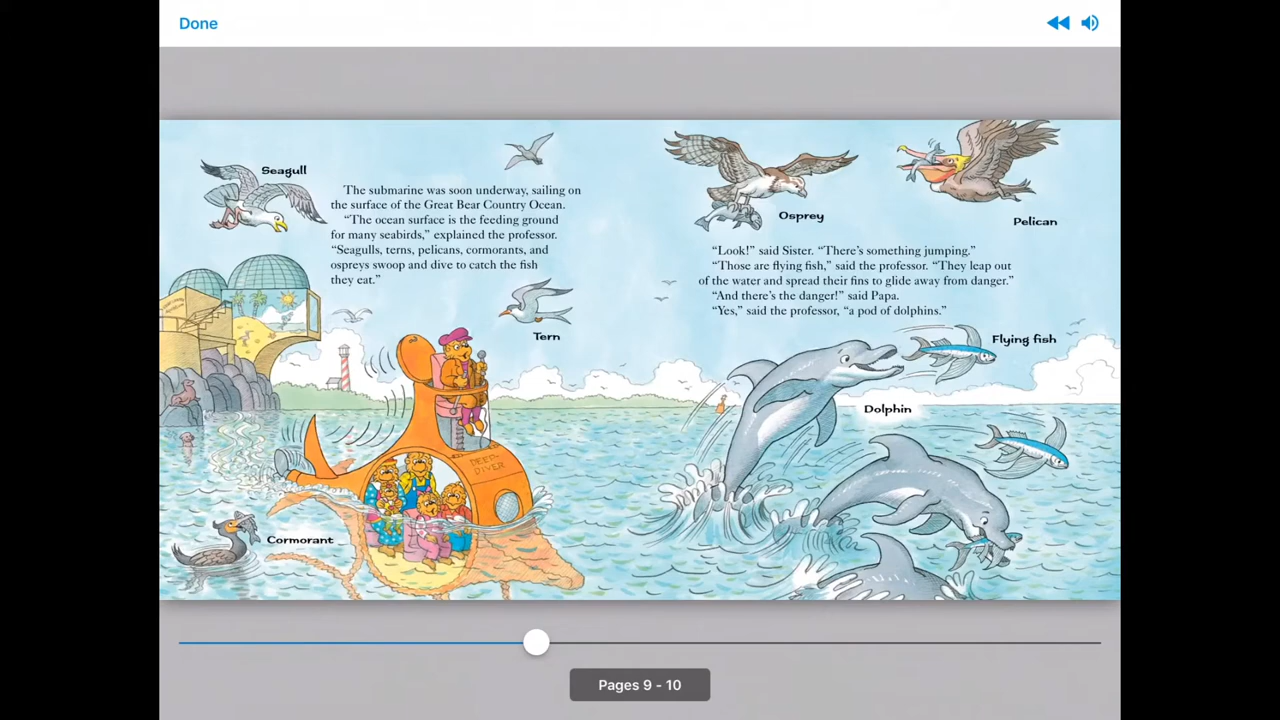 Done
Seagull
The submarine was soon underway, sailing on
the surface of the Great Bear Country Ocean.
“The ocean surface is the feeding ground
for many seabirds,” explained the professor.
“Seagulls, terns, pelicans, cormorants, and
ospreys swoop and dive to catch the fish
they eat.”
Tern
DEEP-
DIVER
Cormorant
Osprey
Pelican
“Look!” said Sister. “There’s something jumping.”
“Those are flying fish,” said the professor. “They leap out
of the water and spread their fins to glide away from danger.”
“And there’s the danger!” said Papa.
“Yes,” said the professor, “a pod of dolphins.”
Flying fish
Dolphin
Pages 9 - 10